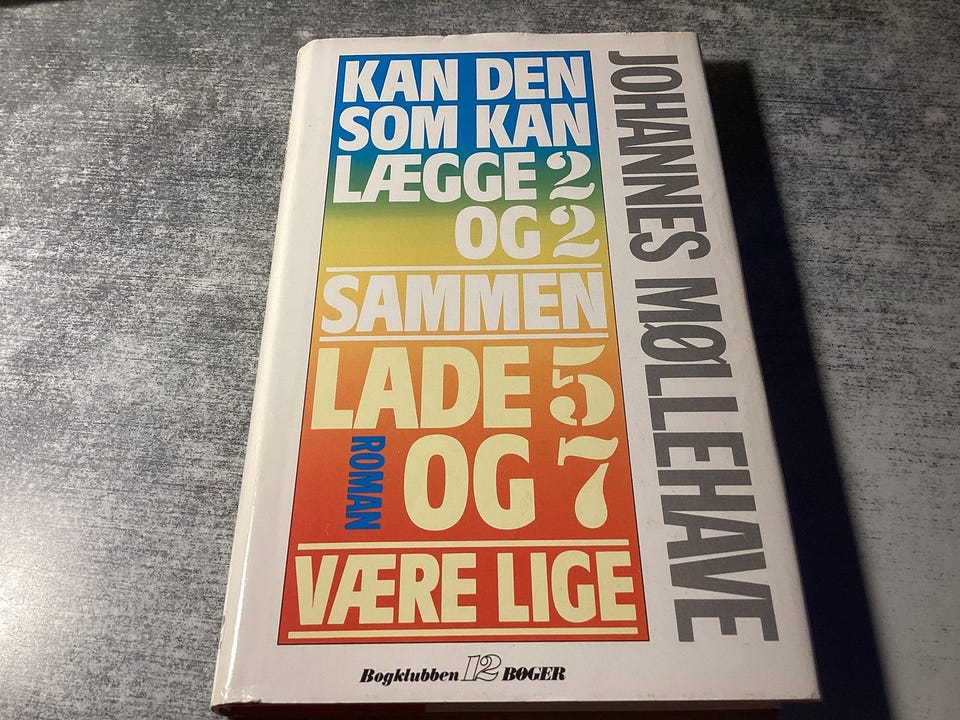 KAN DEN
SOM KAN
LÆGGE 2
OG 2
SAMMEN
LADE 5
OG 7
ROMAN
VÆRE LIGE
JOHANNES MØLLEHAVE
Bogklubben 12 BØGER